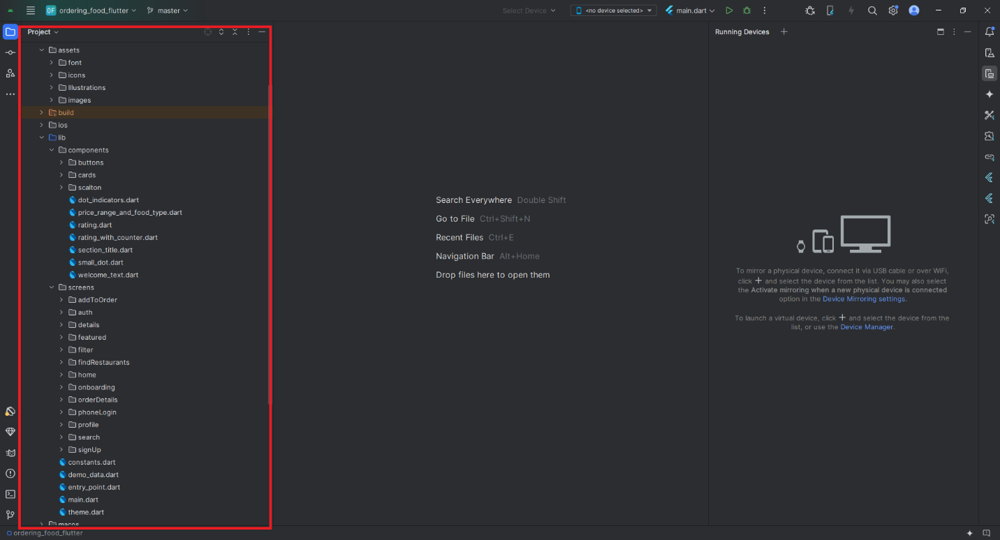 DF ordering_food_flutter master Select Device <no device selected> main.dart
Project
assets
font
icons
Illustrations
images
build
ios
lib
components
buttons
cards
scalton
dot_indicators.dart
price_range_and_food_type.dart
rating.dart
rating_with_counter.dart
section_title.dart
small_dot.dart
welcome_text.dart
screens
addToOrder
auth
details
featured
filter
findRestaurants
home
onboarding
orderDetails
phoneLogin
profile
search
signUp
constants.dart
demo_data.dart
entry_point.dart
main.dart
theme.dart
macos
Search Everywhere Double Shift
Go to File Ctrl+Shift+N
Recent Files Ctrl+E
Navigation Bar Alt+Home
Drop files here to open them
Running Devices
To mirror a physical device, connect it via USB cable or over WiFi,
click + and select the device from the list. You may also select
the Activate mirroring when a new physical device is connected
option in the Device Mirroring settings.
To launch a virtual device, click + and select the device from the
list, or use the Device Manager.
ordering_food_flutter